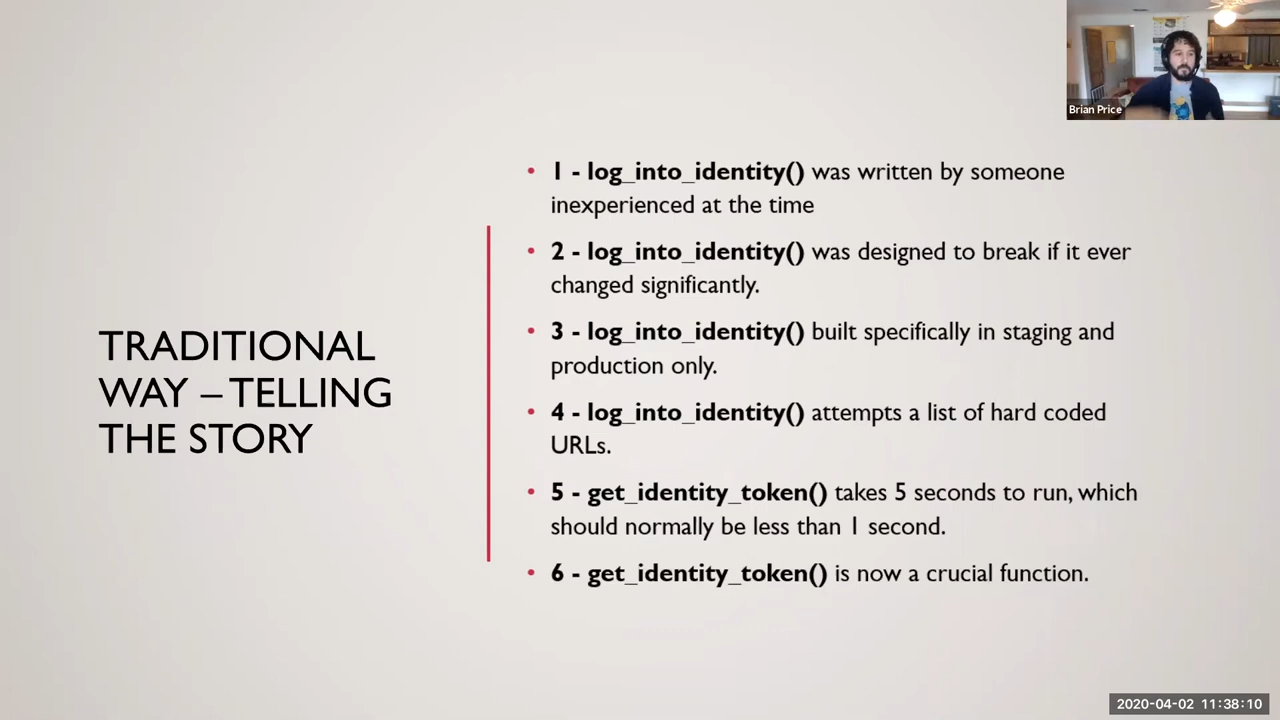 Brian Price
TRADITIONAL
WAY – TELLING
THE STORY
• 1 - log_into_identity() was written by someone
inexperienced at the time
• 2 - log_into_identity() was designed to break if it ever
changed significantly.
• 3 - log_into_identity() built specifically in staging and
production only.
• 4 - log_into_identity() attempts a list of hard coded
URLs.
• 5 - get_identity_token() takes 5 seconds to run, which
should normally be less than 1 second.
• 6 - get_identity_token() is now a crucial function.
2020-04-02 11:38:10